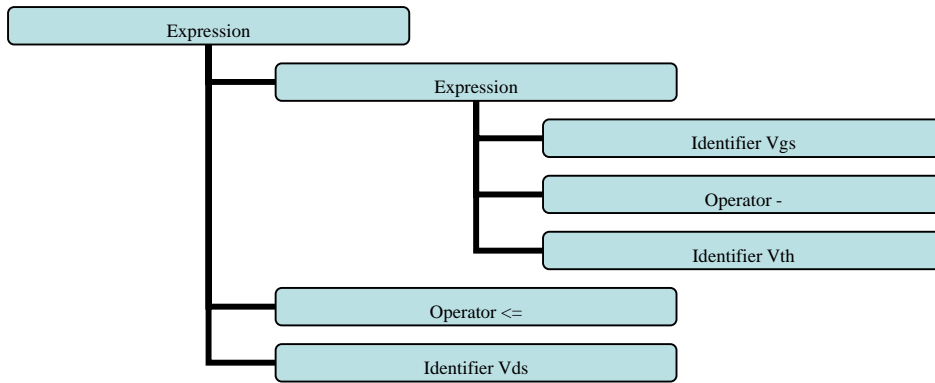 Expression
Expression
Identifier Vgs
Operator -
Identifier Vth
Operator <=
Identifier Vds